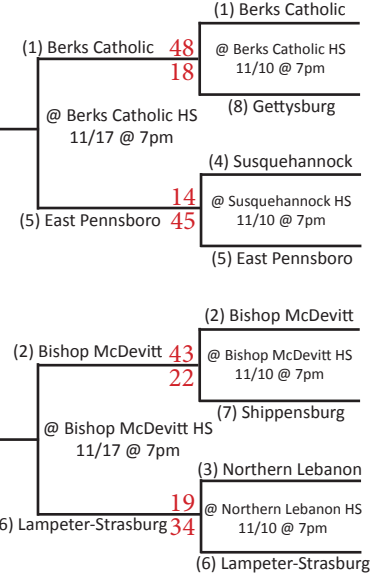 (1) Berks Catholic
(1) Berks Catholic 48
@ Berks Catholic HS
18
11/10 @ 7pm
(8) Gettysburg
@ Berks Catholic HS
11/17 @ 7pm
(4) Susquehannock
14
@ Susquehannock HS
(5) East Pennsboro 45
11/10 @ 7pm
(5) East Pennsboro
(2) Bishop McDevitt
(2) Bishop McDevitt 43
@ Bishop McDevitt HS
22
11/10 @ 7pm
(7) Shippensburg
@ Bishop McDevitt HS
11/17 @ 7pm
(3) Northern Lebanon
19
@ Northern Lebanon HS
6) Lampeter-Strasburg 34
11/10 @ 7pm
(6) Lampeter-Strasburg